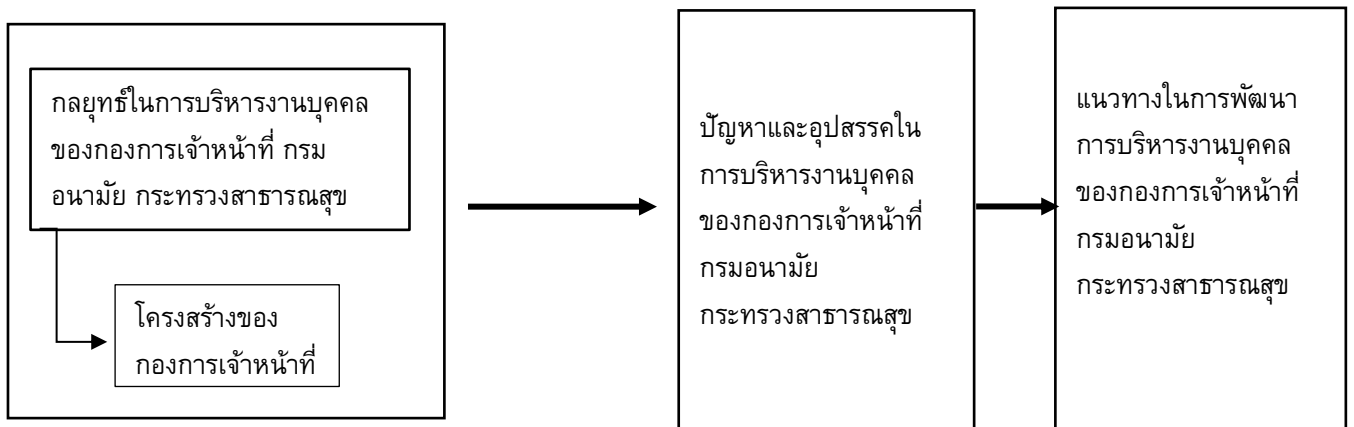 กลยุทธ์ในการบริหารงานบุคคล
ของกองการเจ้าหน้าที่ กรม
อนามัย กระทรวงสาธารณสุข
โครงสร้างของ
กองการเจ้าหน้าที่
ปัญหาและอุปสรรคใน
การบริหารงานบุคคล
ของกองการเจ้าหน้าที่
กรมอนามัย
กระทรวงสาธารณสุข
แนวทางในการพัฒนา
การบริหารงานบุคคล
ของกองการเจ้าหน้าที่
กรมอนามัย
กระทรวงสาธารณสุข